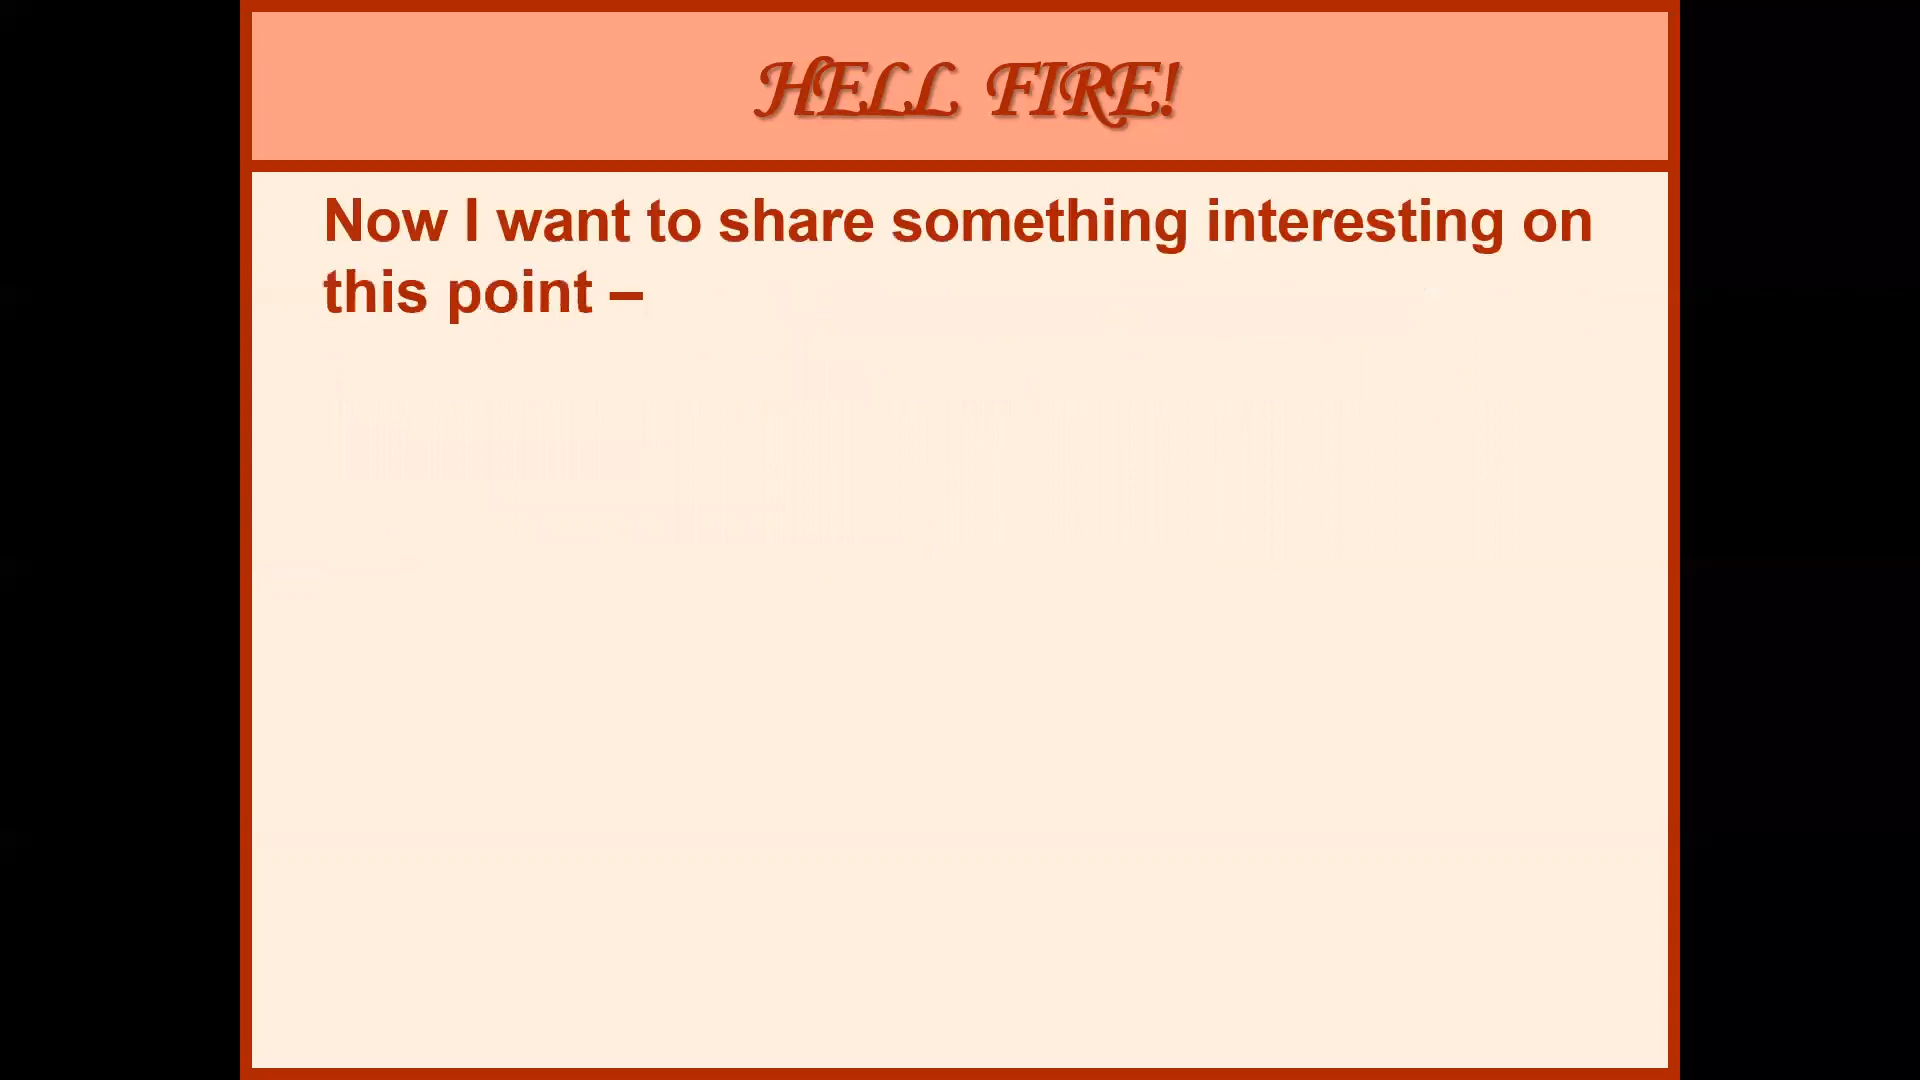 HELL FIRE!
Now I want to share something interesting on
this point –